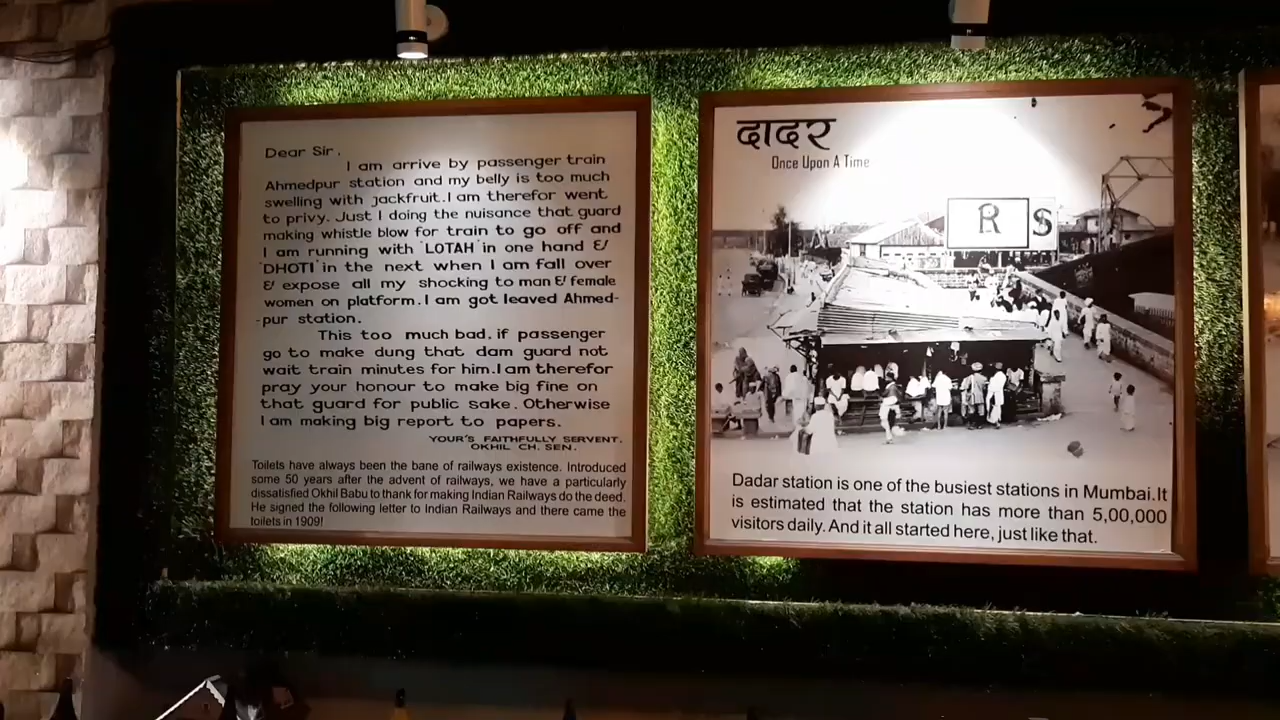 Dear Sir,
I am arrive by passenger train
Ahmedpur station and my belly is too much
swelling with jackfruit. I am therefor went
to privy. Just I doing the nuisance that guard
making whistle blow for train to go off and
I am running with 'LOTAH' in one hand &
'DHOTI' in the next when I am fall over
& expose all my shocking to man & female
women on platform. I am got leaved Ahmed-
-pur station.
This too much bad, if passenger
go to make dung that dam guard not
wait train minutes for him. I am therefor
pray your honour to make big fine on
that guard for public sake. Otherwise
I am making big report to papers.
YOUR'S FAITHFULLY SERVENT.
OKHIL CH. SEN.
Toilets have always been the bane of railways existence. Introduced
some 50 years after the advent of railways, we have a particularly
dissatisfied Okhil Babu to thank for making Indian Railways do the deed.
He signed the following letter to Indian Railways and there came the
toilets in 1909!
दादर
Once Upon A Time
R S
Dadar station is one of the busiest stations in Mumbai.It
is estimated that the station has more than 5,00,000
visitors daily. And it all started here, just like that.